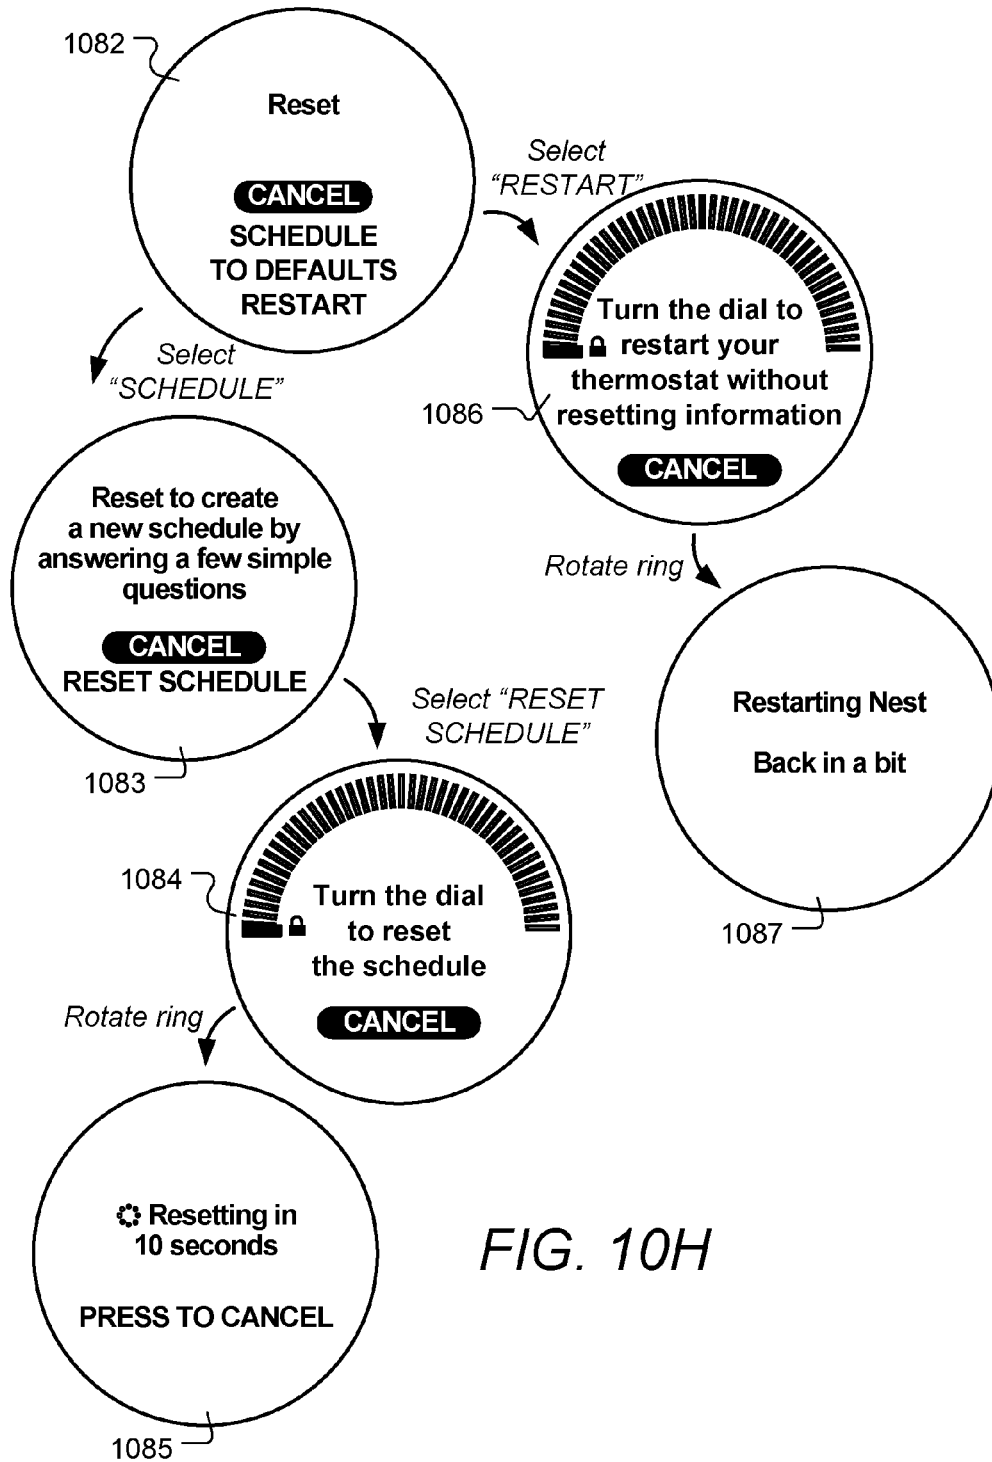 1082
Reset
CANCEL
SCHEDULE
TO DEFAULTS
RESTART
Select
"RESTART"
Turn the dial to
restart your
thermostat without
resetting information
CANCEL
1086
Select
"SCHEDULE"
Reset to create
a new schedule by
answering a few simple
questions
CANCEL
RESET SCHEDULE
1083
Rotate ring
Restarting Nest
Back in a bit
1087
Select "RESET
SCHEDULE"
1084
Turn the dial
to reset
the schedule
CANCEL
Rotate ring
Resetting in
10 seconds
PRESS TO CANCEL
1085
FIG. 10H